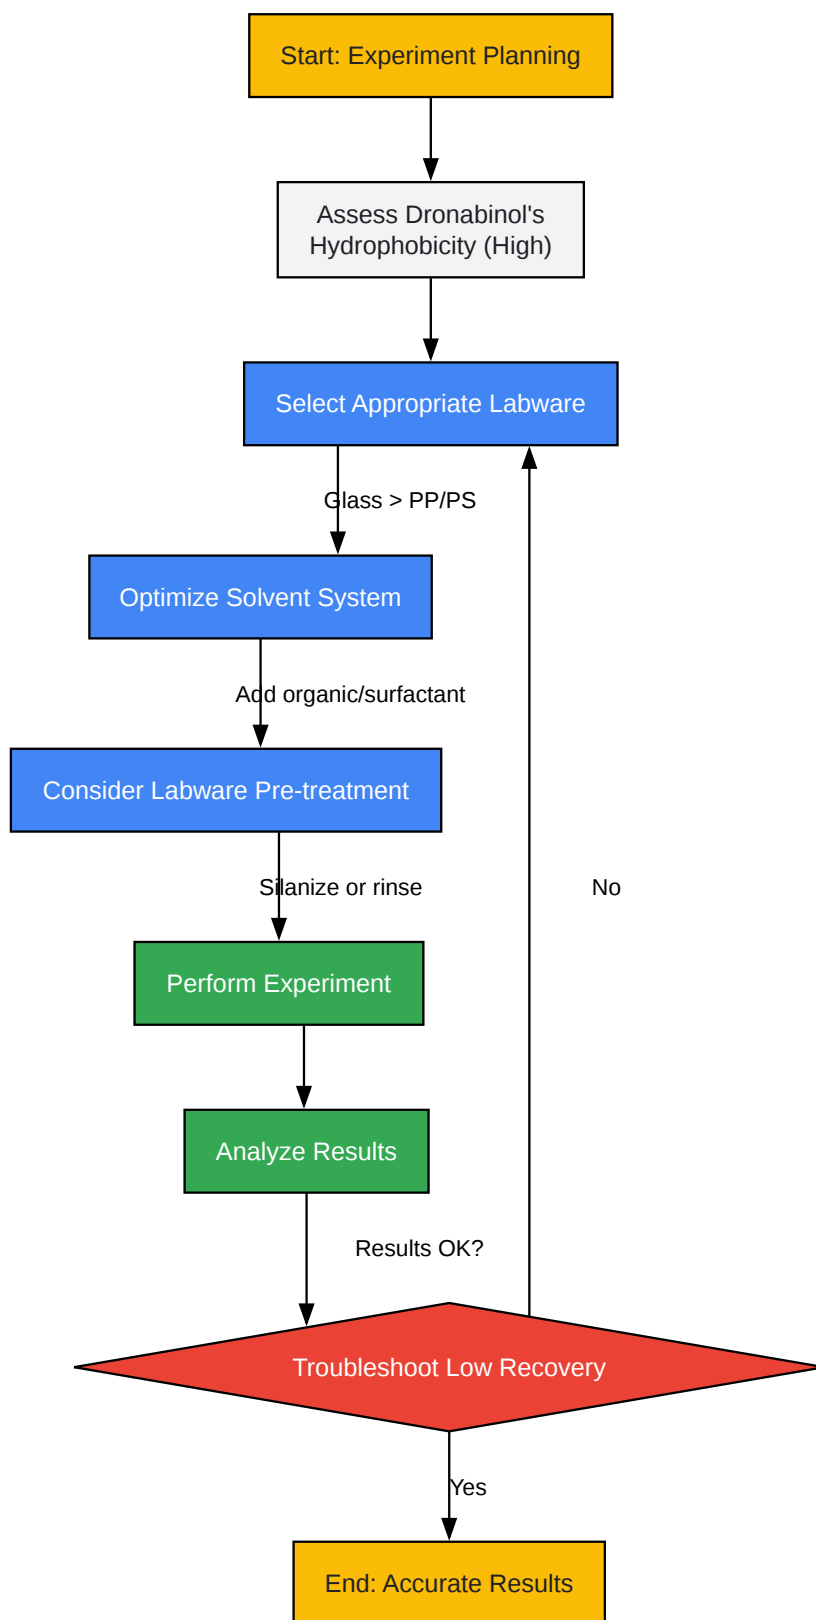 Start: Experiment Planning
Assess Dronabinol's
Hydrophobicity (High)
Select Appropriate Labware
Glass > PP/PS
Optimize Solvent System
Add organic/surfactant
Consider Labware Pre-treatment
Silanize or rinse
No
Perform Experiment
Analyze Results
Results OK?
Troubleshoot Low Recovery
Yes
End: Accurate Results